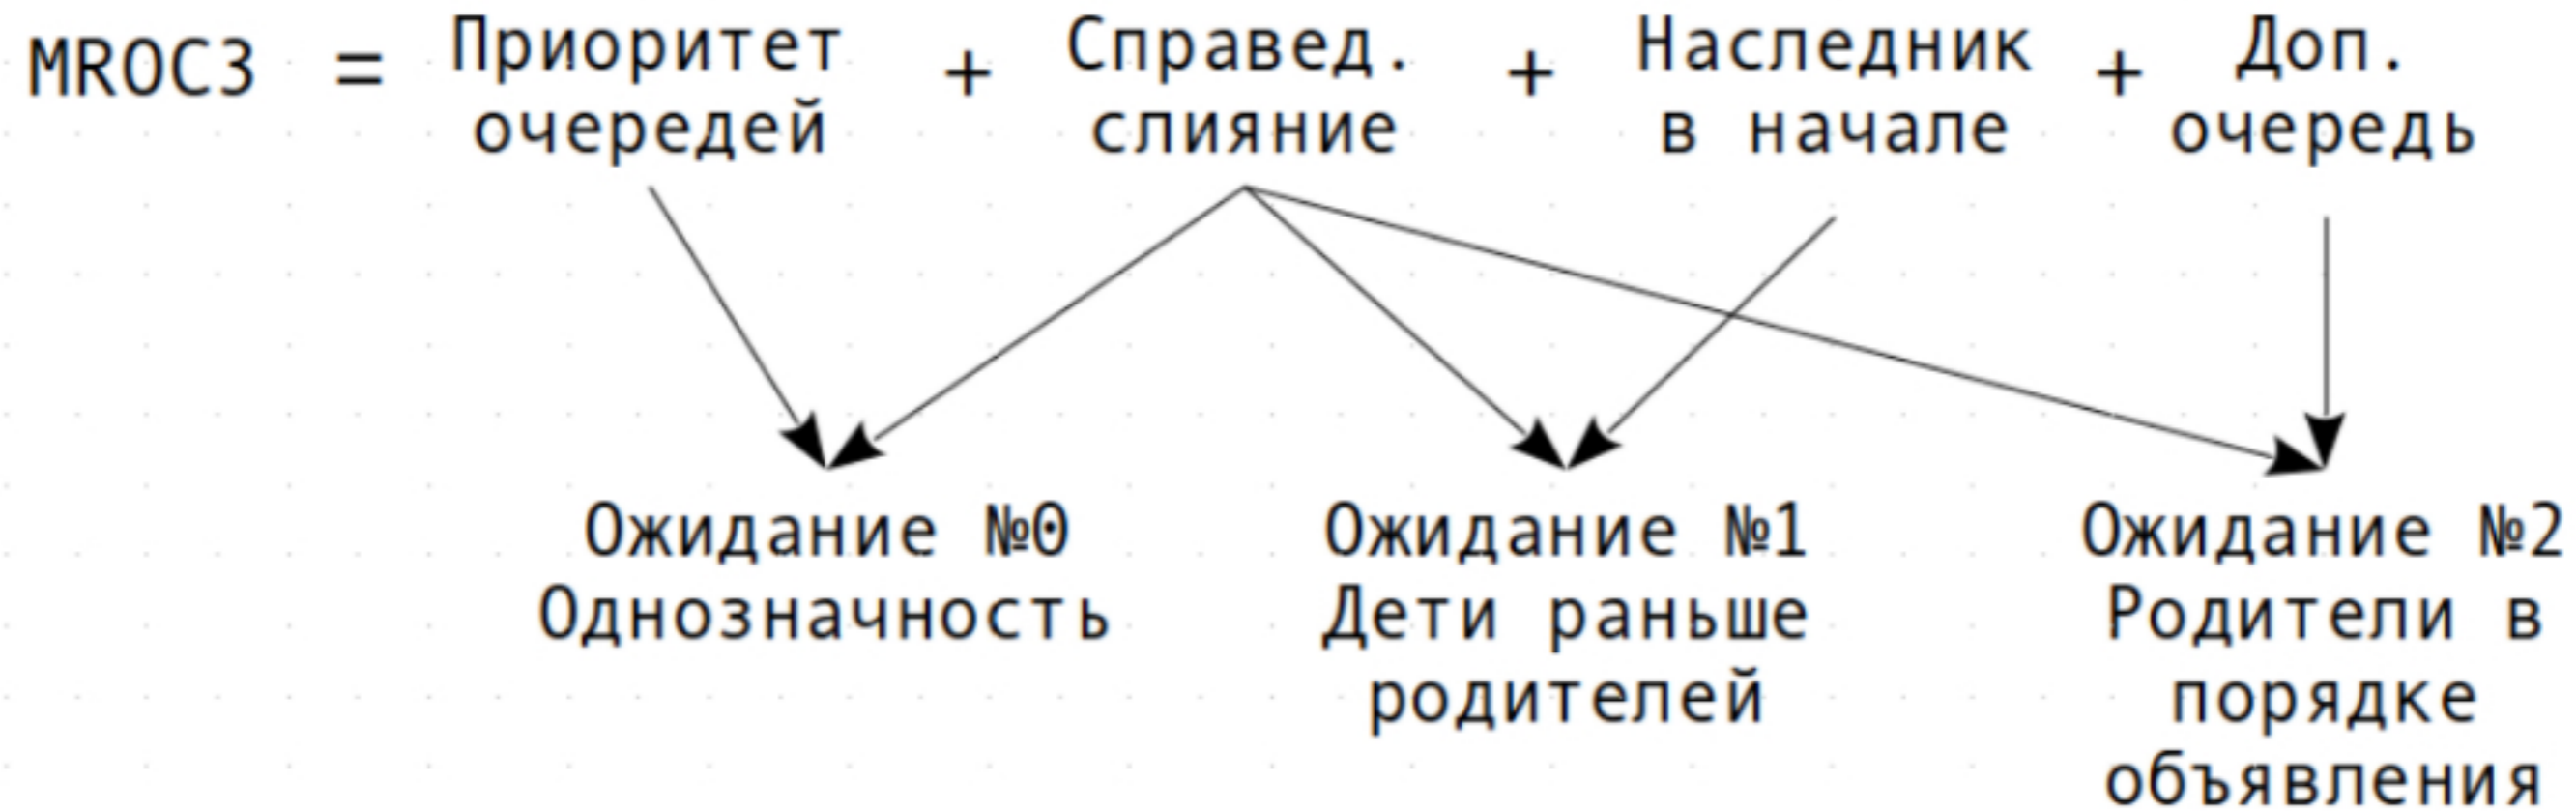 MROC3 = Приоритет очередей + Справед. слияние + Наследник в начале + Доп. очередь
Ожидание №0
Однозначность
Ожидание №1
Дети раньше
родителей
Ожидание №2
Родители в
порядке
объявления